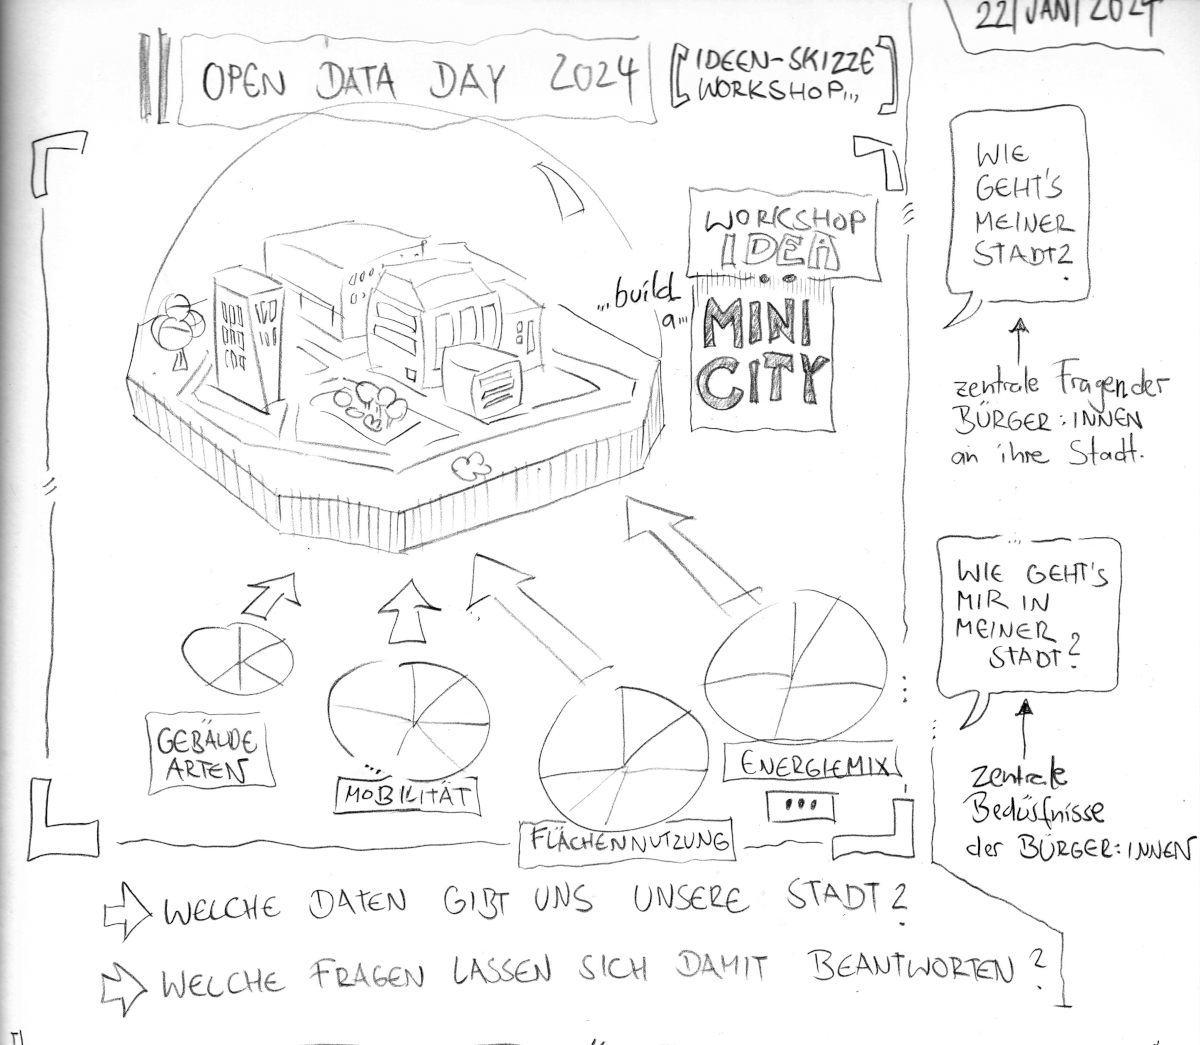 22|JAN|2024
OPEN DATA DAY 2024
[IDEEN-SKIZZE
WORKSHOP...]
WORKSHOP
IDEA
...build
a...
MINI
CITY
WIE
GEHT'S
MEINER
STADT?
zentrale Fragen der
BÜRGER:INNEN
an ihre Stadt.
...
WIE GEHT'S
MIR IN
MEINER
STADT?
zentrale
Bedürfnisse
der BÜRGER:INNEN
GEBÄUDE
ARTEN
...
MOBILITÄT
FLÄCHENNUTZUNG
ENERGIEMIX
...
WELCHE DATEN GIBT UNS UNSERE STADT?
WELCHE FRAGEN LASSEN SICH DAMIT BEANTWORTEN?